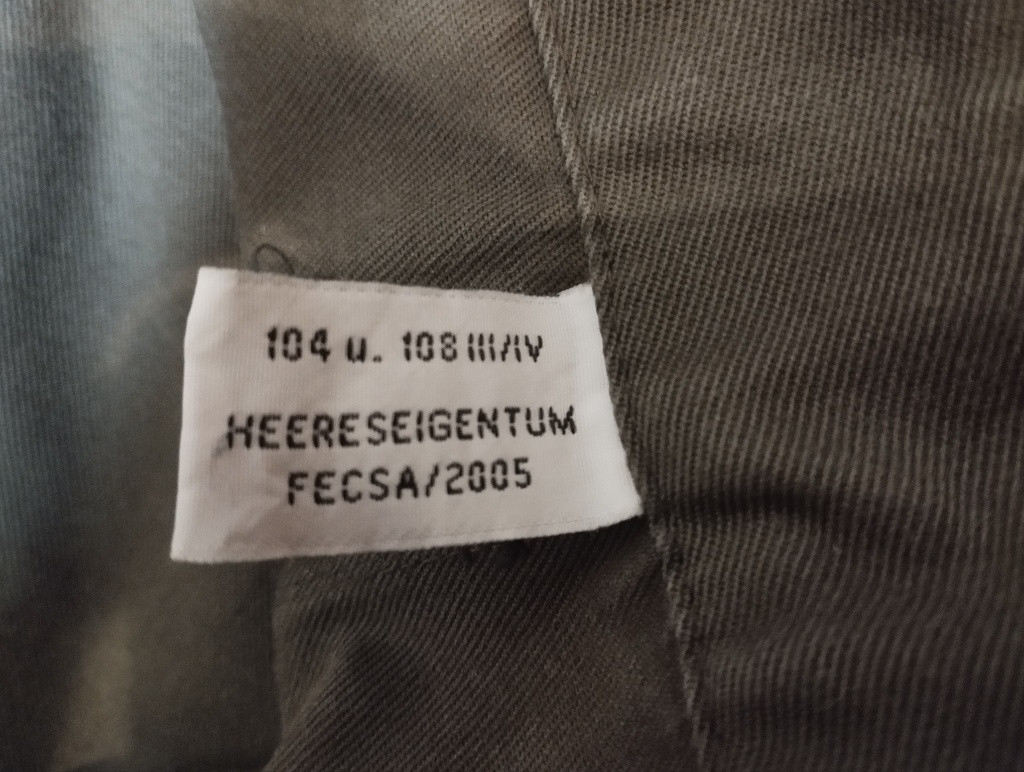 104 u. 108 III/IV
HEERESEIGENTUM
FECSA/2005